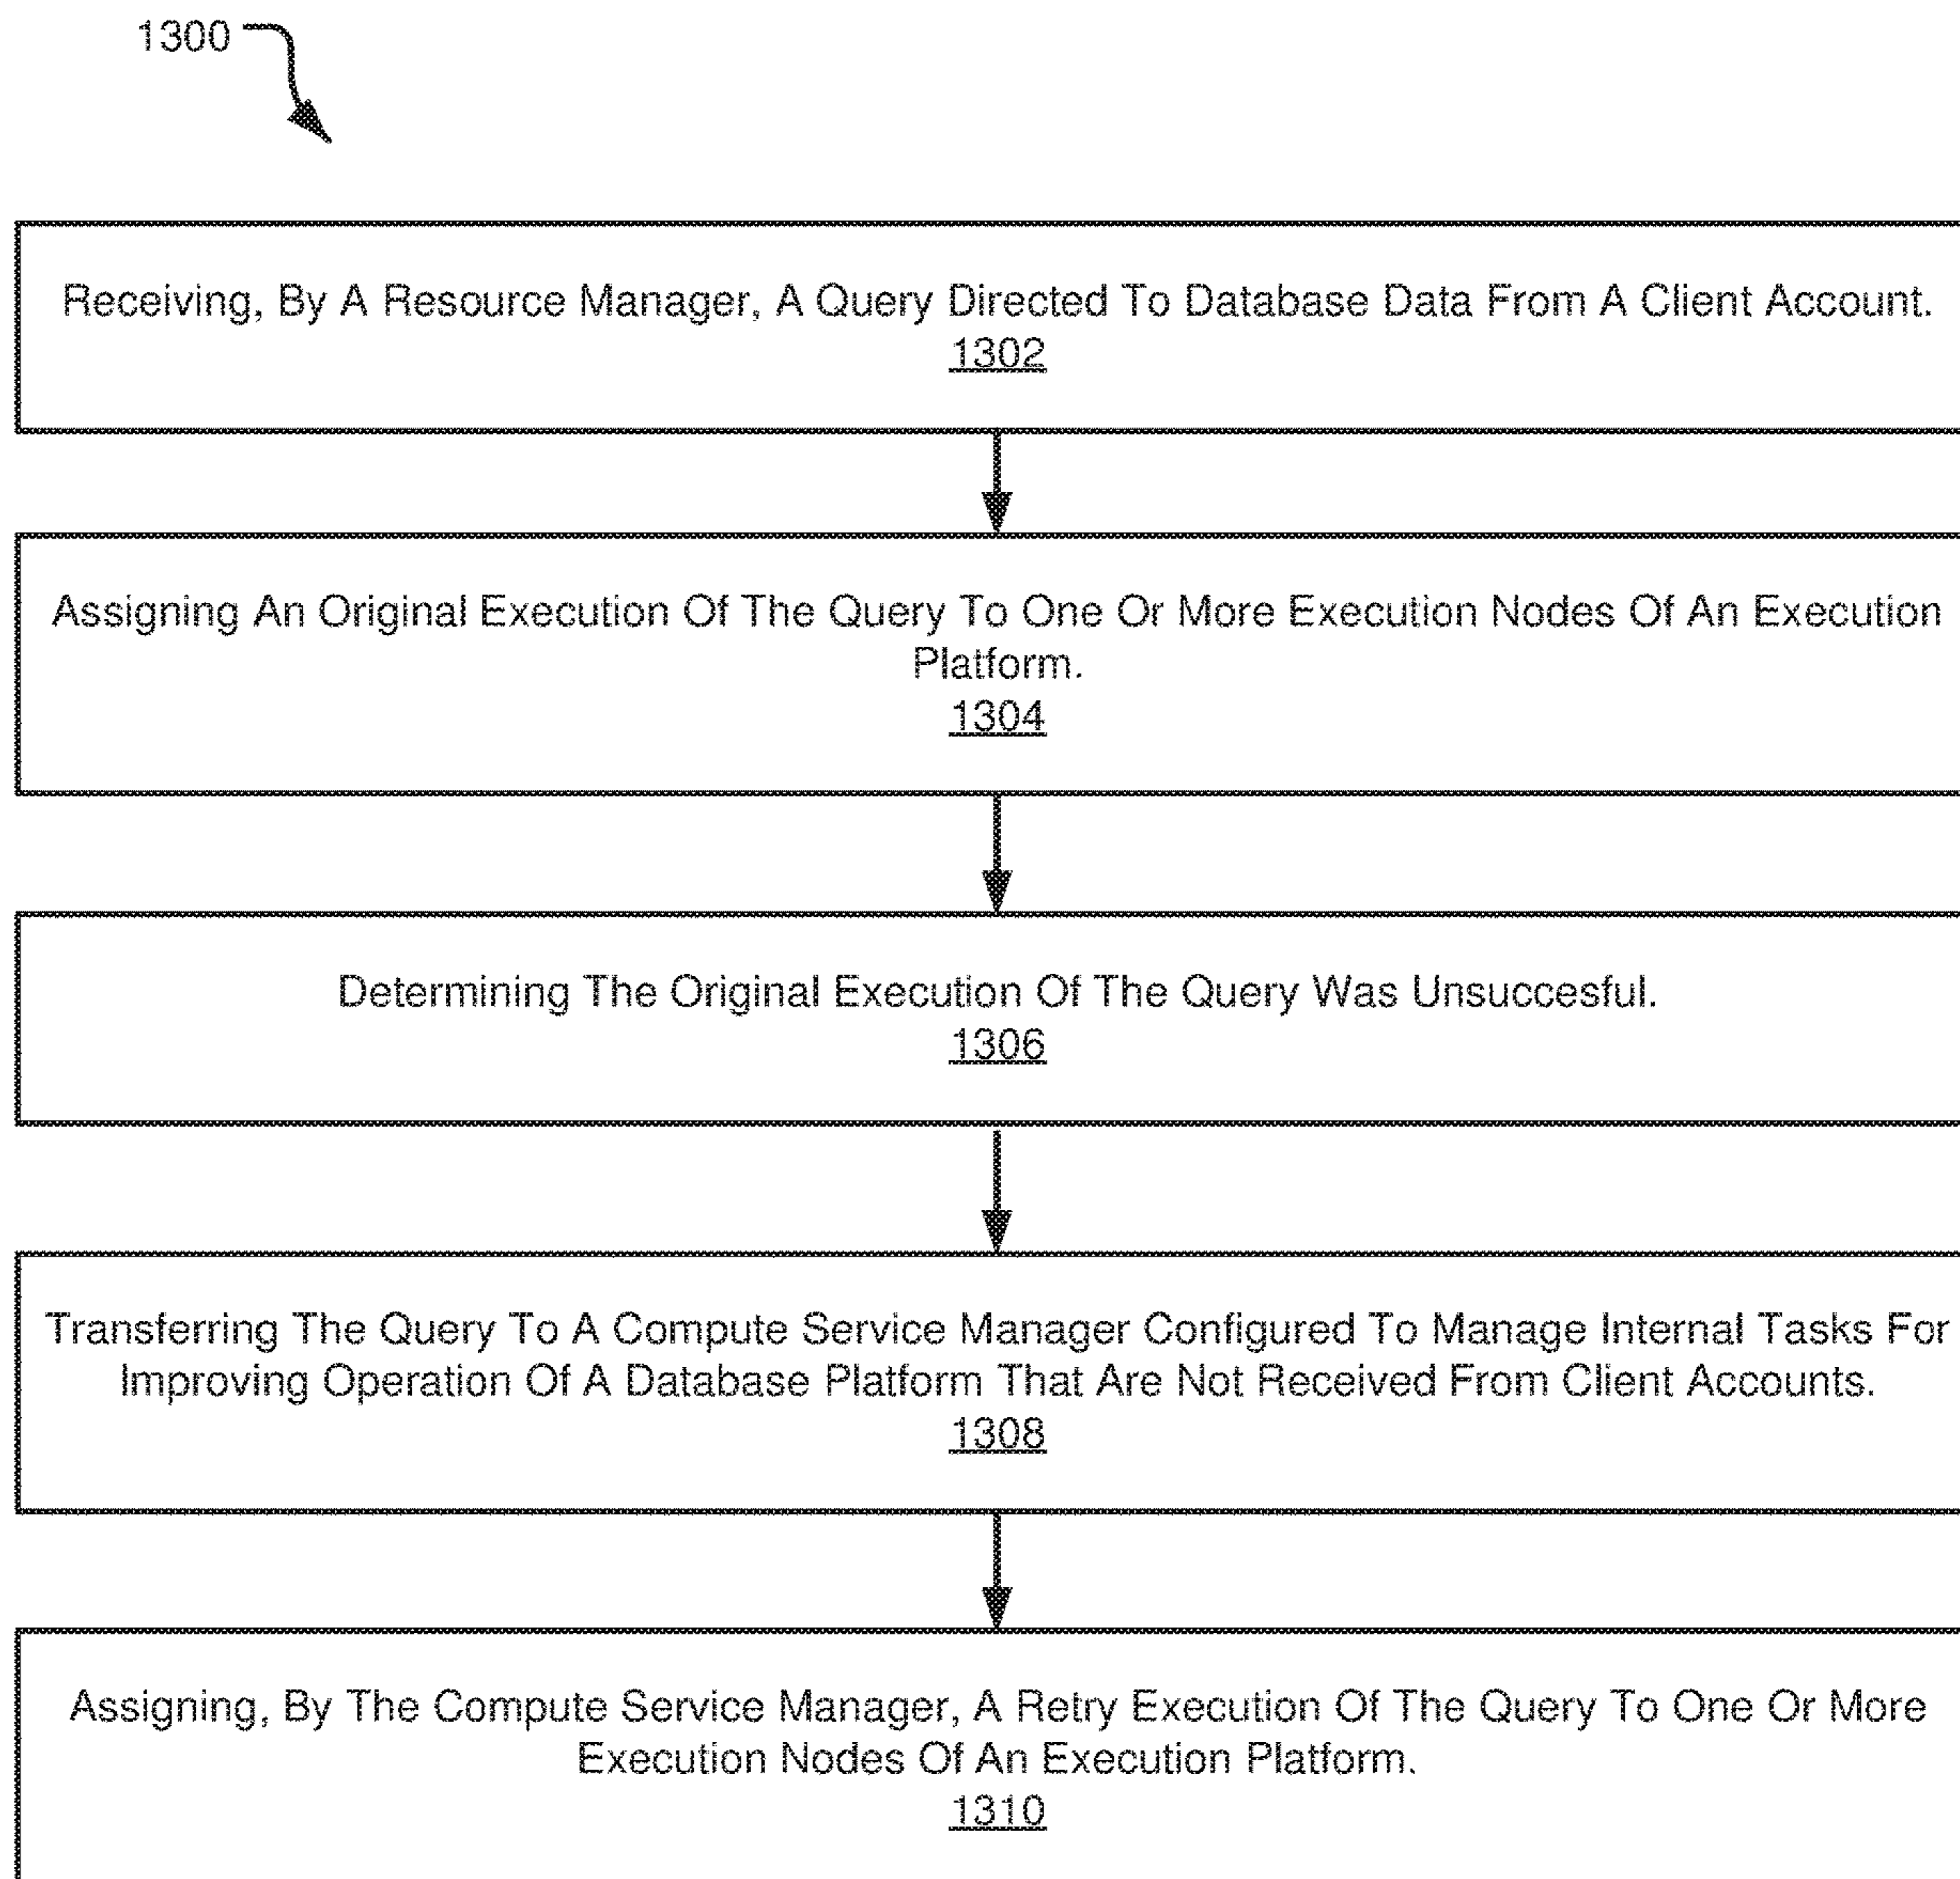 1300
Receiving, By A Resource Manager, A Query Directed To Database Data From A Client Account.
1302
Assigning An Original Execution Of The Query To One Or More Execution Nodes Of An Execution
Platform.
1304
Determining The Original Execution Of The Query Was Unsuccesful.
1306
Transferring The Query To A Compute Service Manager Configured To Manage Internal Tasks For
Improving Operation Of A Database Platform That Are Not Received From Client Accounts.
1308
Assigning, By The Compute Service Manager, A Retry Execution Of The Query To One Or More
Execution Nodes Of An Execution Platform.
1310